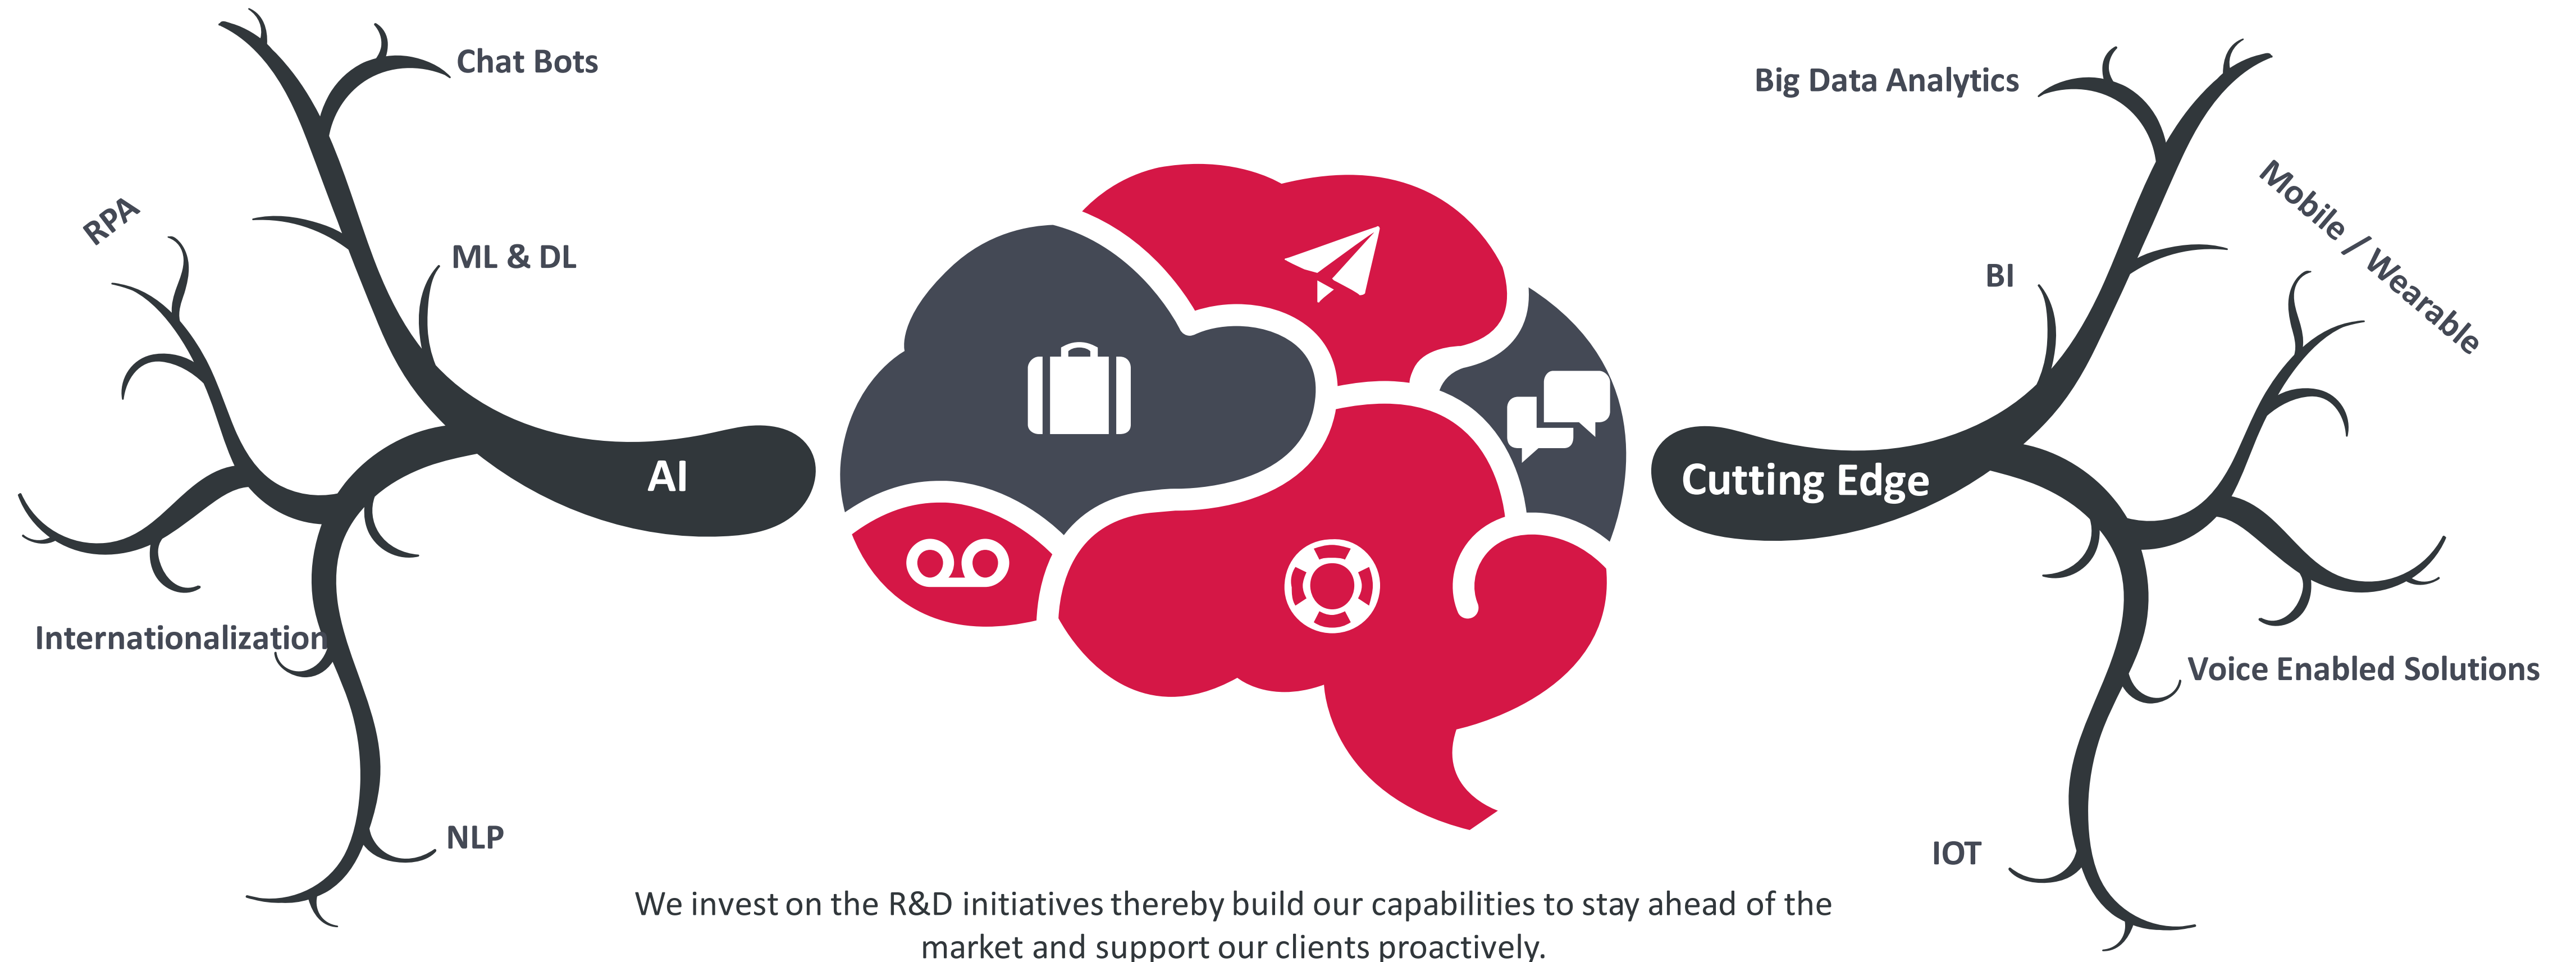 Chat Bots
RPA
ML & DL
AI
Internationalization
NLP
Big Data Analytics
Mobile / Wearable
BI
Cutting Edge
Voice Enabled Solutions
IOT
We invest on the R&D initiatives thereby build our capabilities to stay ahead of the
market and support our clients proactively.